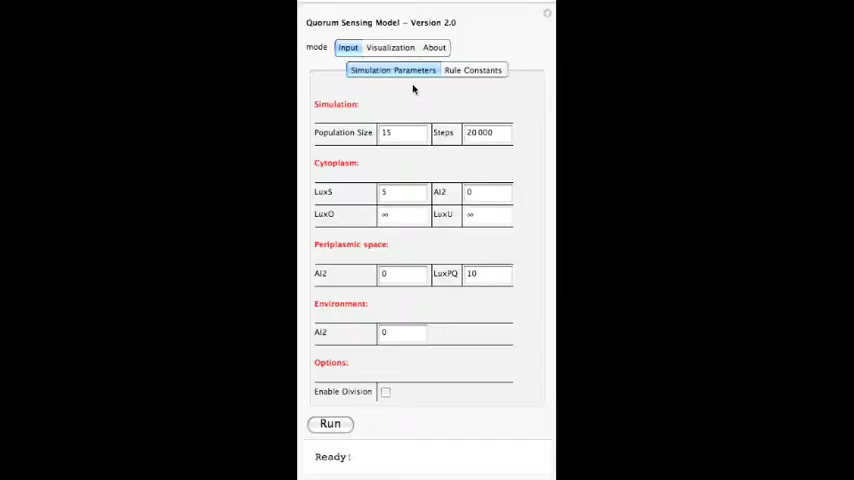 Quorum Sensing Model - Version 2.0
mode Input Visualization About
Simulation Parameters Rule Constants
Simulation:
Population Size 15 Steps 20 000
Cytoplasm:
LuxS 5 AI2 0
LuxO ∞ LuxU ∞
Periplasmic space:
AI2 0 LuxPQ 10
Environment:
AI2 0
Options:
Enable Division
Run
Ready!